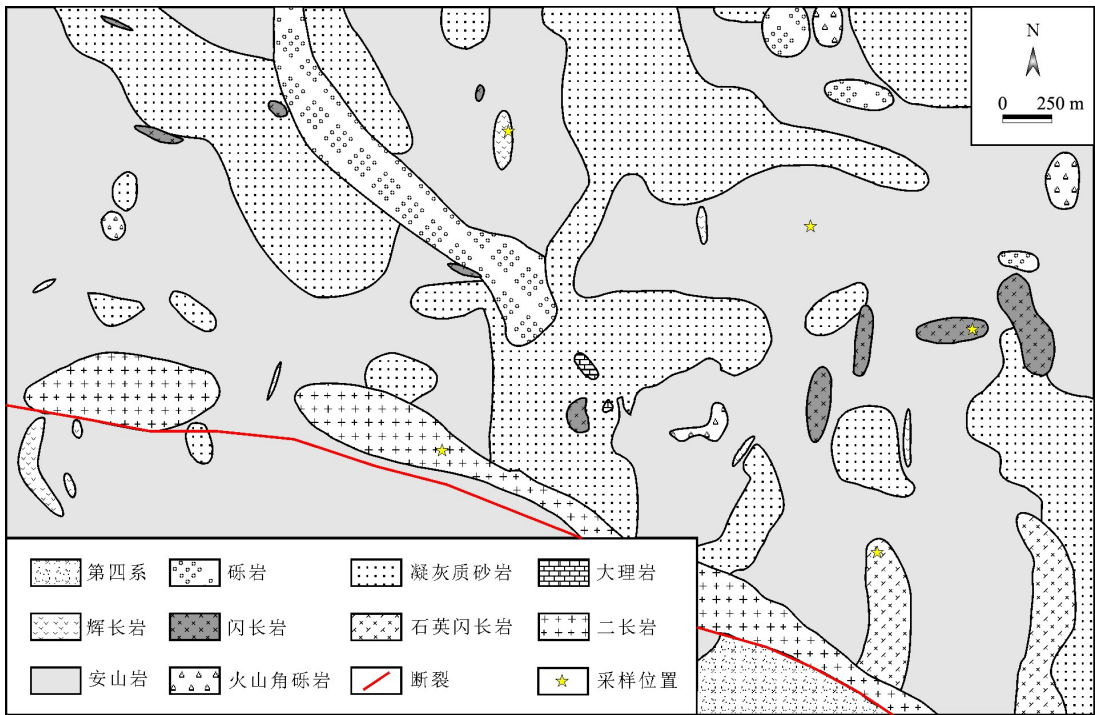 N
0 250 m
第四系 砾岩 凝灰质砂岩 大理岩
辉长岩 闪长岩 石英闪长岩 二长岩
安山岩 火山角砾岩 断裂 采样位置